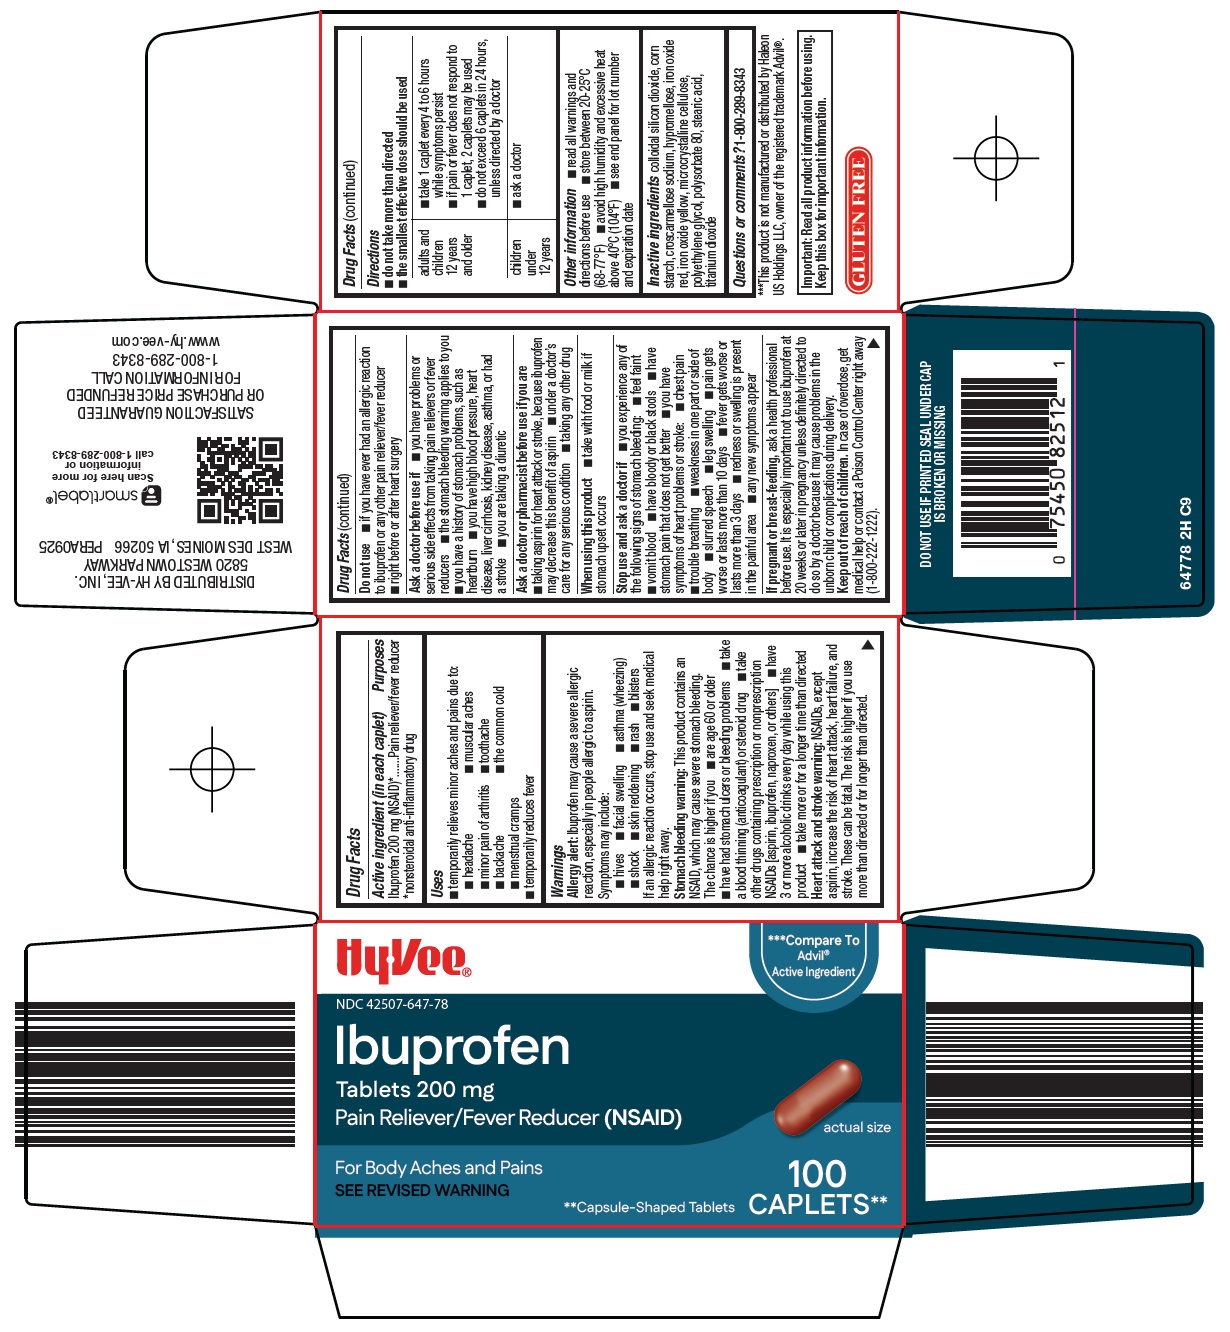 Hy-Vee®
***Compare To
Advil®
Active Ingredient
NDC 42507-647-78
Ibuprofen
Tablets 200 mg
Pain Reliever/Fever Reducer (NSAID)
actual size
For Body Aches and Pains
SEE REVISED WARNING
100
CAPLETS**
**Capsule-Shaped Tablets
Drug Facts
Active ingredient (in each caplet) Purposes
Ibuprofen 200 mg (NSAID)*.......Pain reliever/fever reducer
*nonsteroidal anti-inflammatory drug
Uses
■ temporarily relieves minor aches and pains due to:
■ headache ■ muscular aches
■ minor pain of arthritis ■ toothache
■ backache ■ the common cold
■ menstrual cramps
■ temporarily reduces fever
Warnings
Allergy alert: Ibuprofen may cause a severe allergic
reaction, especially in people allergic to aspirin.
Symptoms may include:
■ hives ■ facial swelling ■ asthma (wheezing)
■ shock ■ skin reddening ■ rash ■ blisters
If an allergic reaction occurs, stop use and seek medical
help right away.
Stomach bleeding warning: This product contains an
NSAID, which may cause severe stomach bleeding.
The chance is higher if you ■ are age 60 or older
■ have had stomach ulcers or bleeding problems ■ take
a blood thinning (anticoagulant) or steroid drug ■ take
other drugs containing prescription or nonprescription
NSAIDs [aspirin, ibuprofen, naproxen, or others] ■ have
3 or more alcoholic drinks every day while using this
product ■ take more or for a longer time than directed
Heart attack and stroke warning: NSAIDs, except
aspirin, increase the risk of heart attack, heart failure, and
stroke. These can be fatal. The risk is higher if you use
more than directed or for longer than directed.
Drug Facts (continued)
Do not use ■ if you have ever had an allergic reaction
to ibuprofen or any other pain reliever/fever reducer
■ right before or after heart surgery
Ask a doctor before use if ■ you have problems or
serious side effects from taking pain relievers or fever
reducers ■ the stomach bleeding warning applies to you
■ you have a history of stomach problems, such as
heartburn ■ you have high blood pressure, heart
disease, liver cirrhosis, kidney disease, asthma, or had
a stroke ■ you are taking a diuretic
Ask a doctor or pharmacist before use if you are
■ taking aspirin for heart attack or stroke, because ibuprofen
may decrease this benefit of aspirin ■ under a doctor's
care for any serious condition ■ taking any other drug
When using this product ■ take with food or milk if
stomach upset occurs
Stop use and ask a doctor if ■ you experience any of
the following signs of stomach bleeding: ■ feel faint
■ vomit blood ■ have bloody or black stools ■ have
stomach pain that does not get better ■ you have
symptoms of heart problems or stroke: ■ chest pain
■ trouble breathing ■ weakness in one part or side of
body ■ slurred speech ■ leg swelling ■ pain gets
worse or lasts more than 10 days ■ fever gets worse or
lasts more than 3 days ■ redness or swelling is present
in the painful area ■ any new symptoms appear
If pregnant or breast-feeding, ask a health professional
before use. It is especially important not to use ibuprofen at
20 weeks or later in pregnancy unless definitely directed to
do so by a doctor because it may cause problems in the
unborn child or complications during delivery.
Keep out of reach of children. In case of overdose, get
medical help or contact a Poison Control Center right away
(1-800-222-1222).
Drug Facts (continued)
Directions
■ do not take more than directed
■ the smallest effective dose should be used
adults and children 12 years and older
■ take 1 caplet every 4 to 6 hours
while symptoms persist
■ if pain or fever does not respond to
1 caplet, 2 caplets may be used
■ do not exceed 6 caplets in 24 hours,
unless directed by a doctor
children under 12 years
■ ask a doctor
Other information ■ read all warnings and
directions before use ■ store between 20-25°C
(68-77°F) ■ avoid high humidity and excessive heat
above 40°C (104°F) ■ see end panel for lot number
and expiration date
Inactive ingredients colloidal silicon dioxide, corn
starch, croscarmellose sodium, hypromellose, iron oxide
red, iron oxide yellow, microcrystalline cellulose,
polyethylene glycol, polysorbate 80, stearic acid,
titanium dioxide
Questions or comments? 1-800-289-8343
***This product is not manufactured or distributed by Haleon
US Holdings LLC, owner of the registered trademark Advil®.
Important: Read all product information before using.
Keep this box for important information.
GLUTEN FREE
DISTRIBUTED BY HY-VEE, INC.
5820 WESTOWN PARKWAY
WEST DES MOINES, IA 50266 PERA0925
smartlabel®
Scan here for more
information or
call 1-800-289-8343
SATISFACTION GUARANTEED
OR PURCHASE PRICE REFUNDED
FOR INFORMATION CALL
1-800-289-8343
www.hy-vee.com
DO NOT USE IF PRINTED SEAL UNDER CAP
IS BROKEN OR MISSING
0 75450 82512 1
64778 2H C9